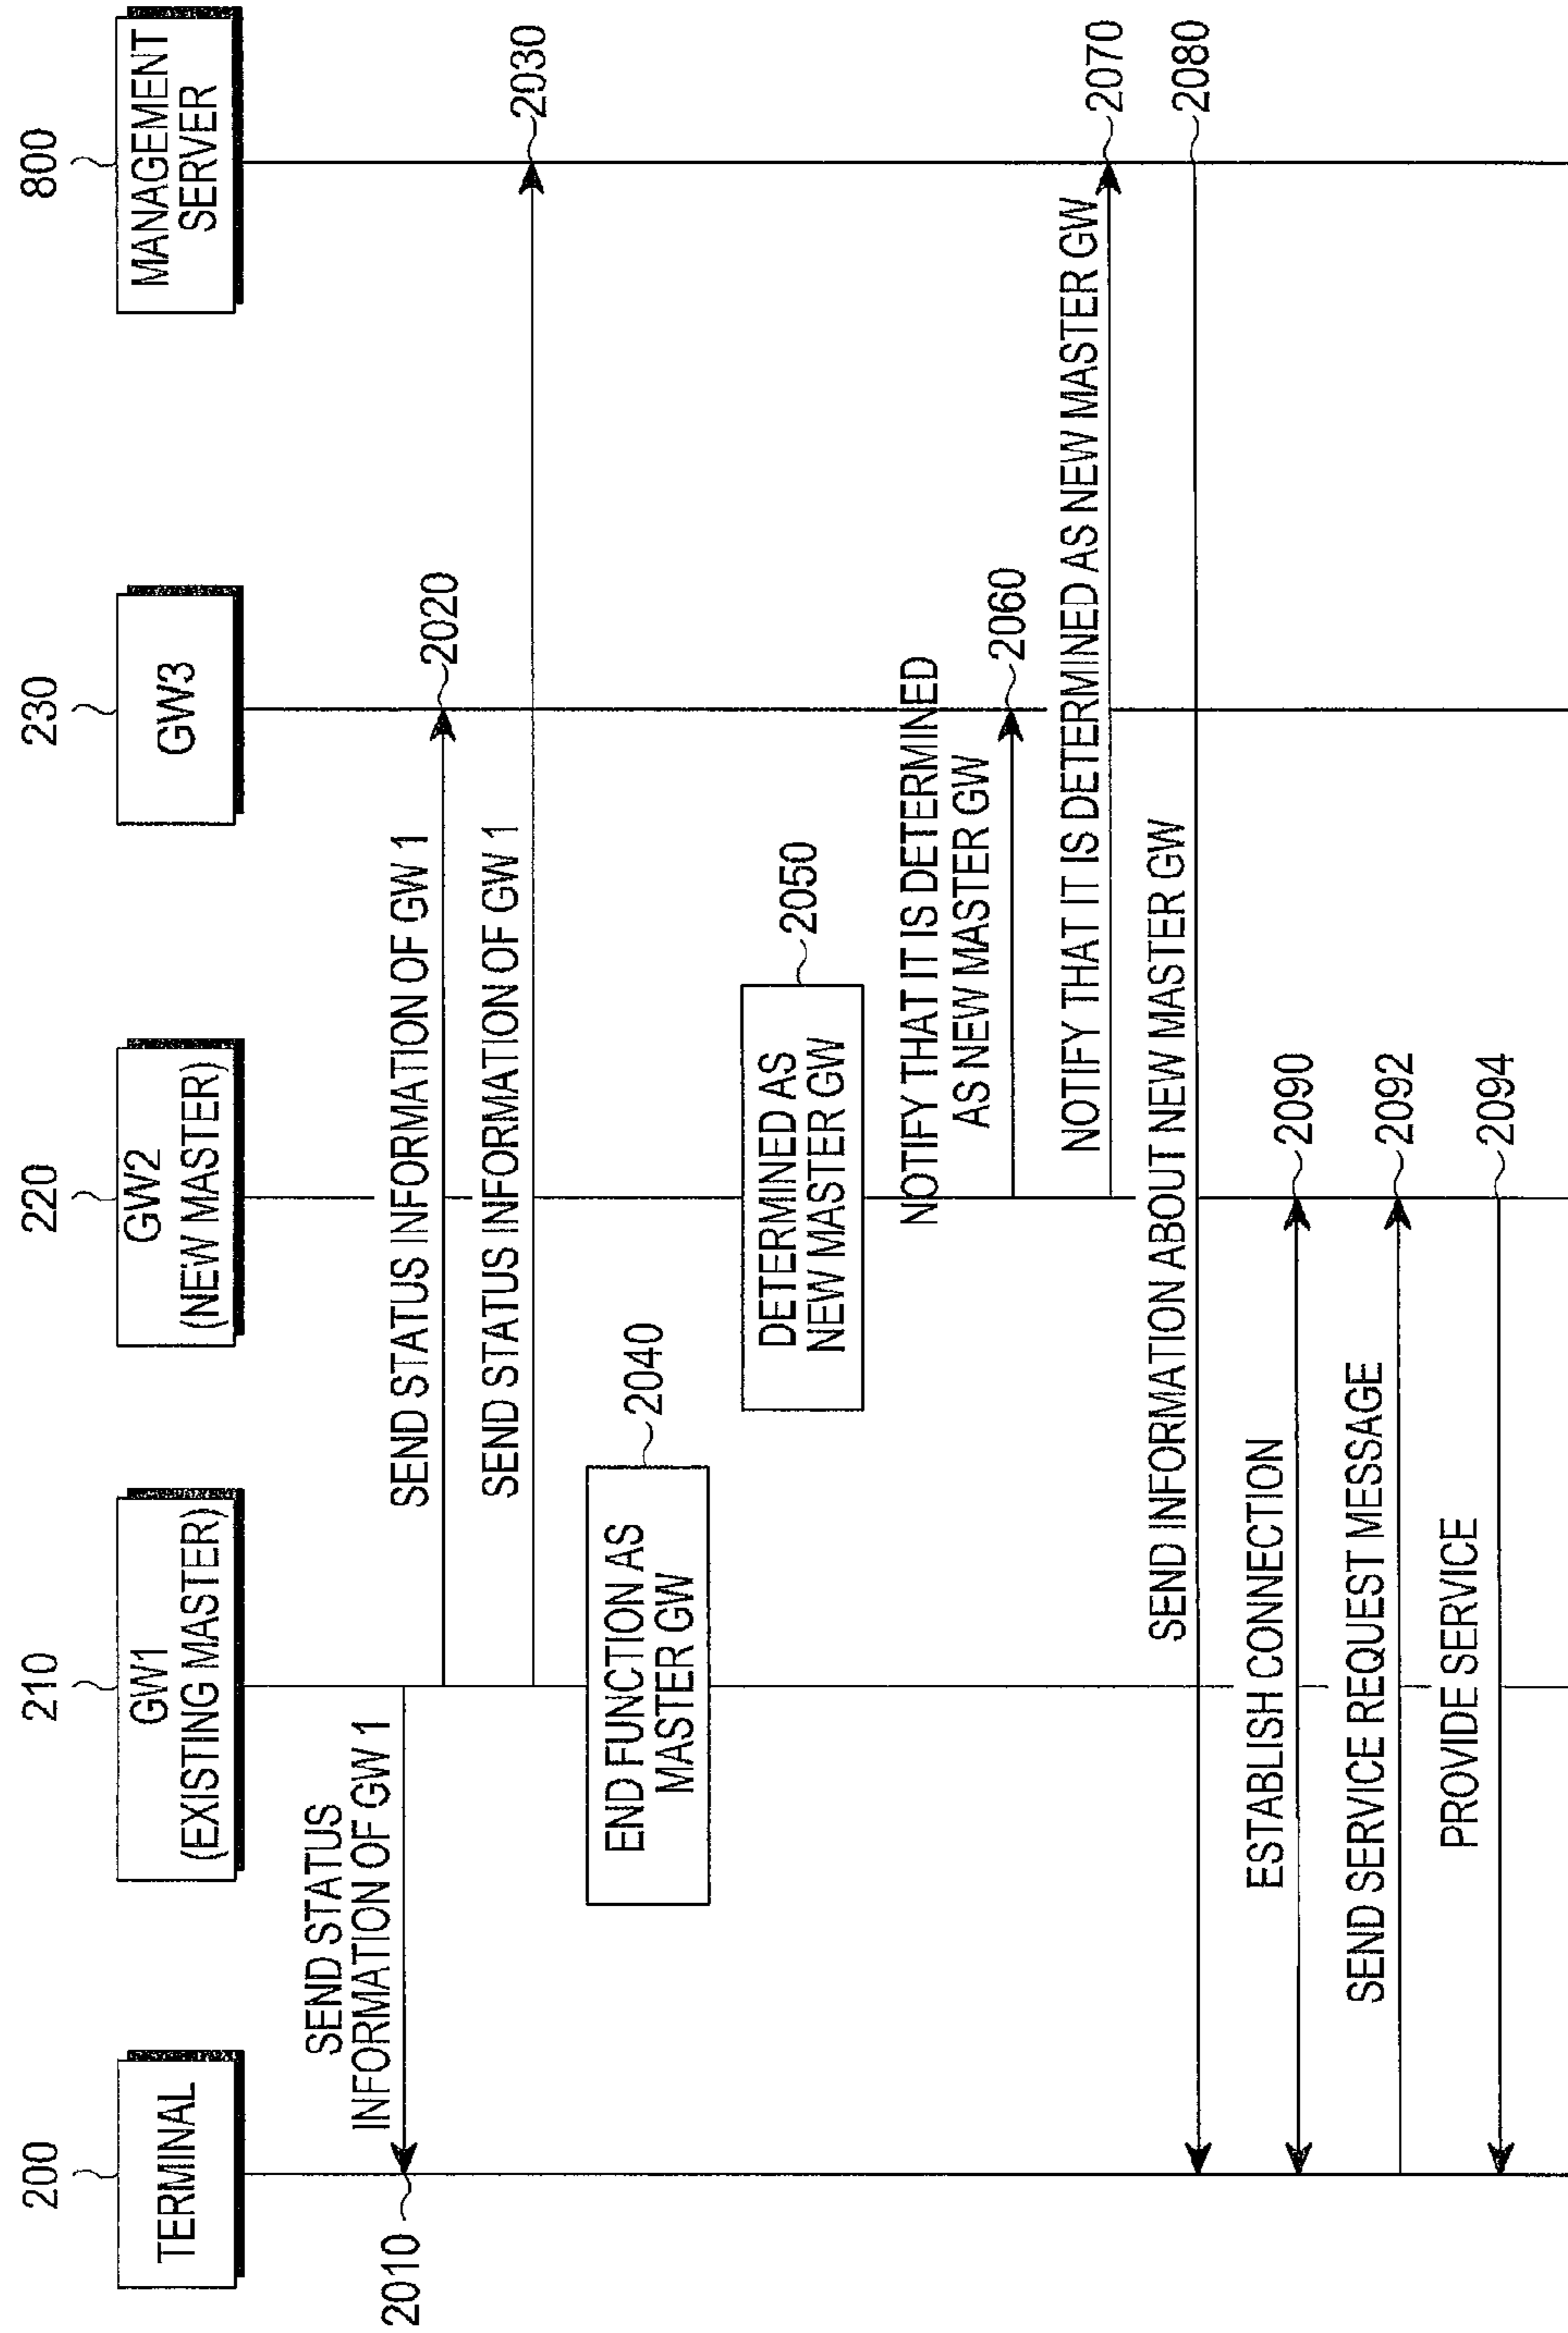 200
210
220
230
800
TERMINAL
GW1
(EXISTING MASTER)
GW2
(NEW MASTER)
GW3
MANAGEMENT
SERVER
SEND STATUS
INFORMATION OF GW 1
2010
SEND STATUS INFORMATION OF GW 1
2020
SEND STATUS INFORMATION OF GW 1
2030
END FUNCTION AS
MASTER GW
2040
DETERMINED AS
NEW MASTER GW
2050
NOTIFY THAT IT IS DETERMINED
AS NEW MASTER GW
2060
NOTIFY THAT IT IS DETERMINED AS NEW MASTER GW
2070
SEND INFORMATION ABOUT NEW MASTER GW
2080
ESTABLISH CONNECTION
2090
SEND SERVICE REQUEST MESSAGE
2092
PROVIDE SERVICE
2094